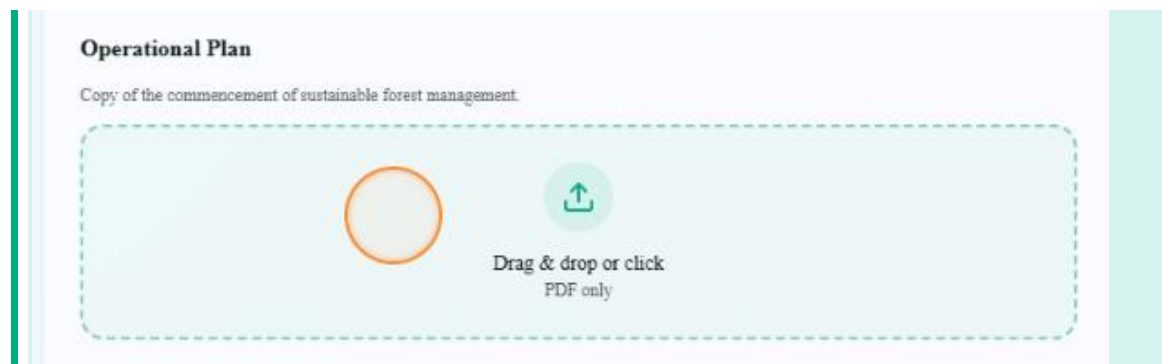 Operational Plan
Copy of the commencement of sustainable forest management.
Drag & drop or click
PDF only